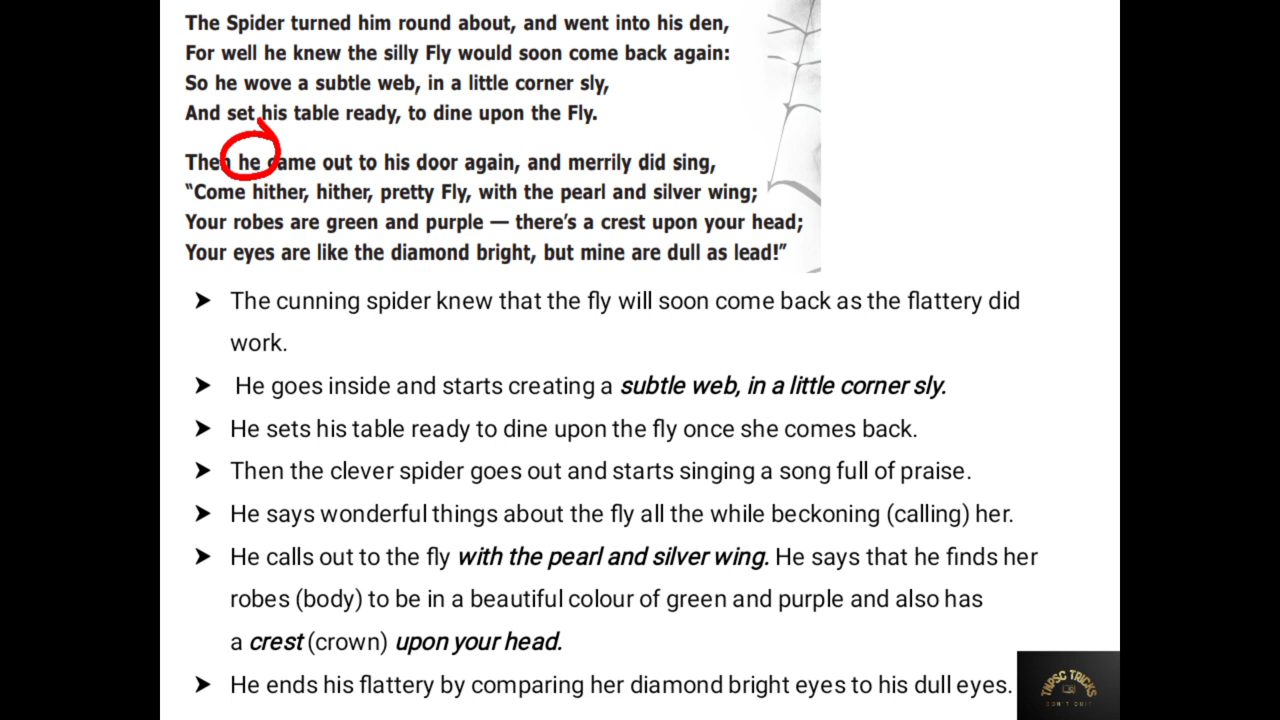 The Spider turned him round about, and went into his den,
For well he knew the silly Fly would soon come back again:
So he wove a subtle web, in a little corner sly,
And set his table ready, to dine upon the Fly.
Then he came out to his door again, and merrily did sing,
“Come hither, hither, pretty Fly, with the pearl and silver wing;
Your robes are green and purple — there’s a crest upon your head;
Your eyes are like the diamond bright, but mine are dull as lead!”
➤ The cunning spider knew that the fly will soon come back as the flattery did
work.
➤ He goes inside and starts creating a subtle web, in a little corner sly.
➤ He sets his table ready to dine upon the fly once she comes back.
➤ Then the clever spider goes out and starts singing a song full of praise.
➤ He says wonderful things about the fly all the while beckoning (calling) her.
➤ He calls out to the fly with the pearl and silver wing. He says that he finds her
robes (body) to be in a beautiful colour of green and purple and also has
a crest (crown) upon your head.
➤ He ends his flattery by comparing her diamond bright eyes to his dull eyes.
TNPSC TRICKS
DON'T QUIT